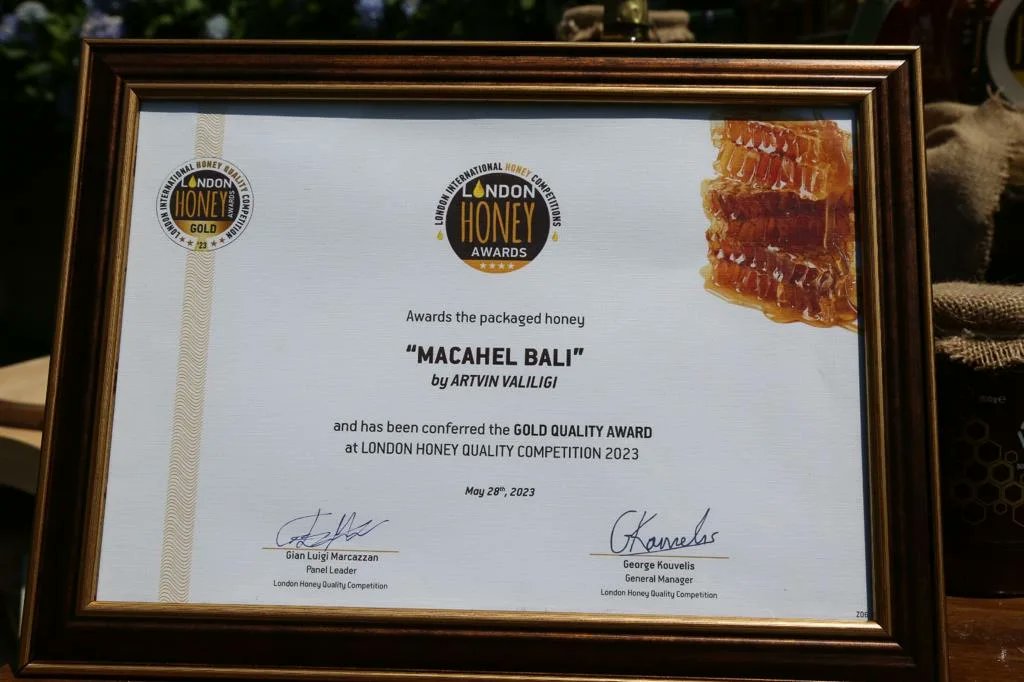 LONDON INTERNATIONAL HONEY QUALITY COMPETITION
LONDON
HONEY
AWARDS
GOLD
'23
LONDON INTERNATIONAL HONEY COMPETITIONS
LONDON
HONEY
AWARDS
Awards the packaged honey
“MACAHEL BALI”
by ARTVIN VALILIGI
and has been conferred the GOLD QUALITY AWARD
at LONDON HONEY QUALITY COMPETITION 2023
May 28th, 2023
GKouvelis
Gian Luigi Marcazzan
Panel Leader
London Honey Quality Competition
George Kouvelis
General Manager
London Honey Quality Competition